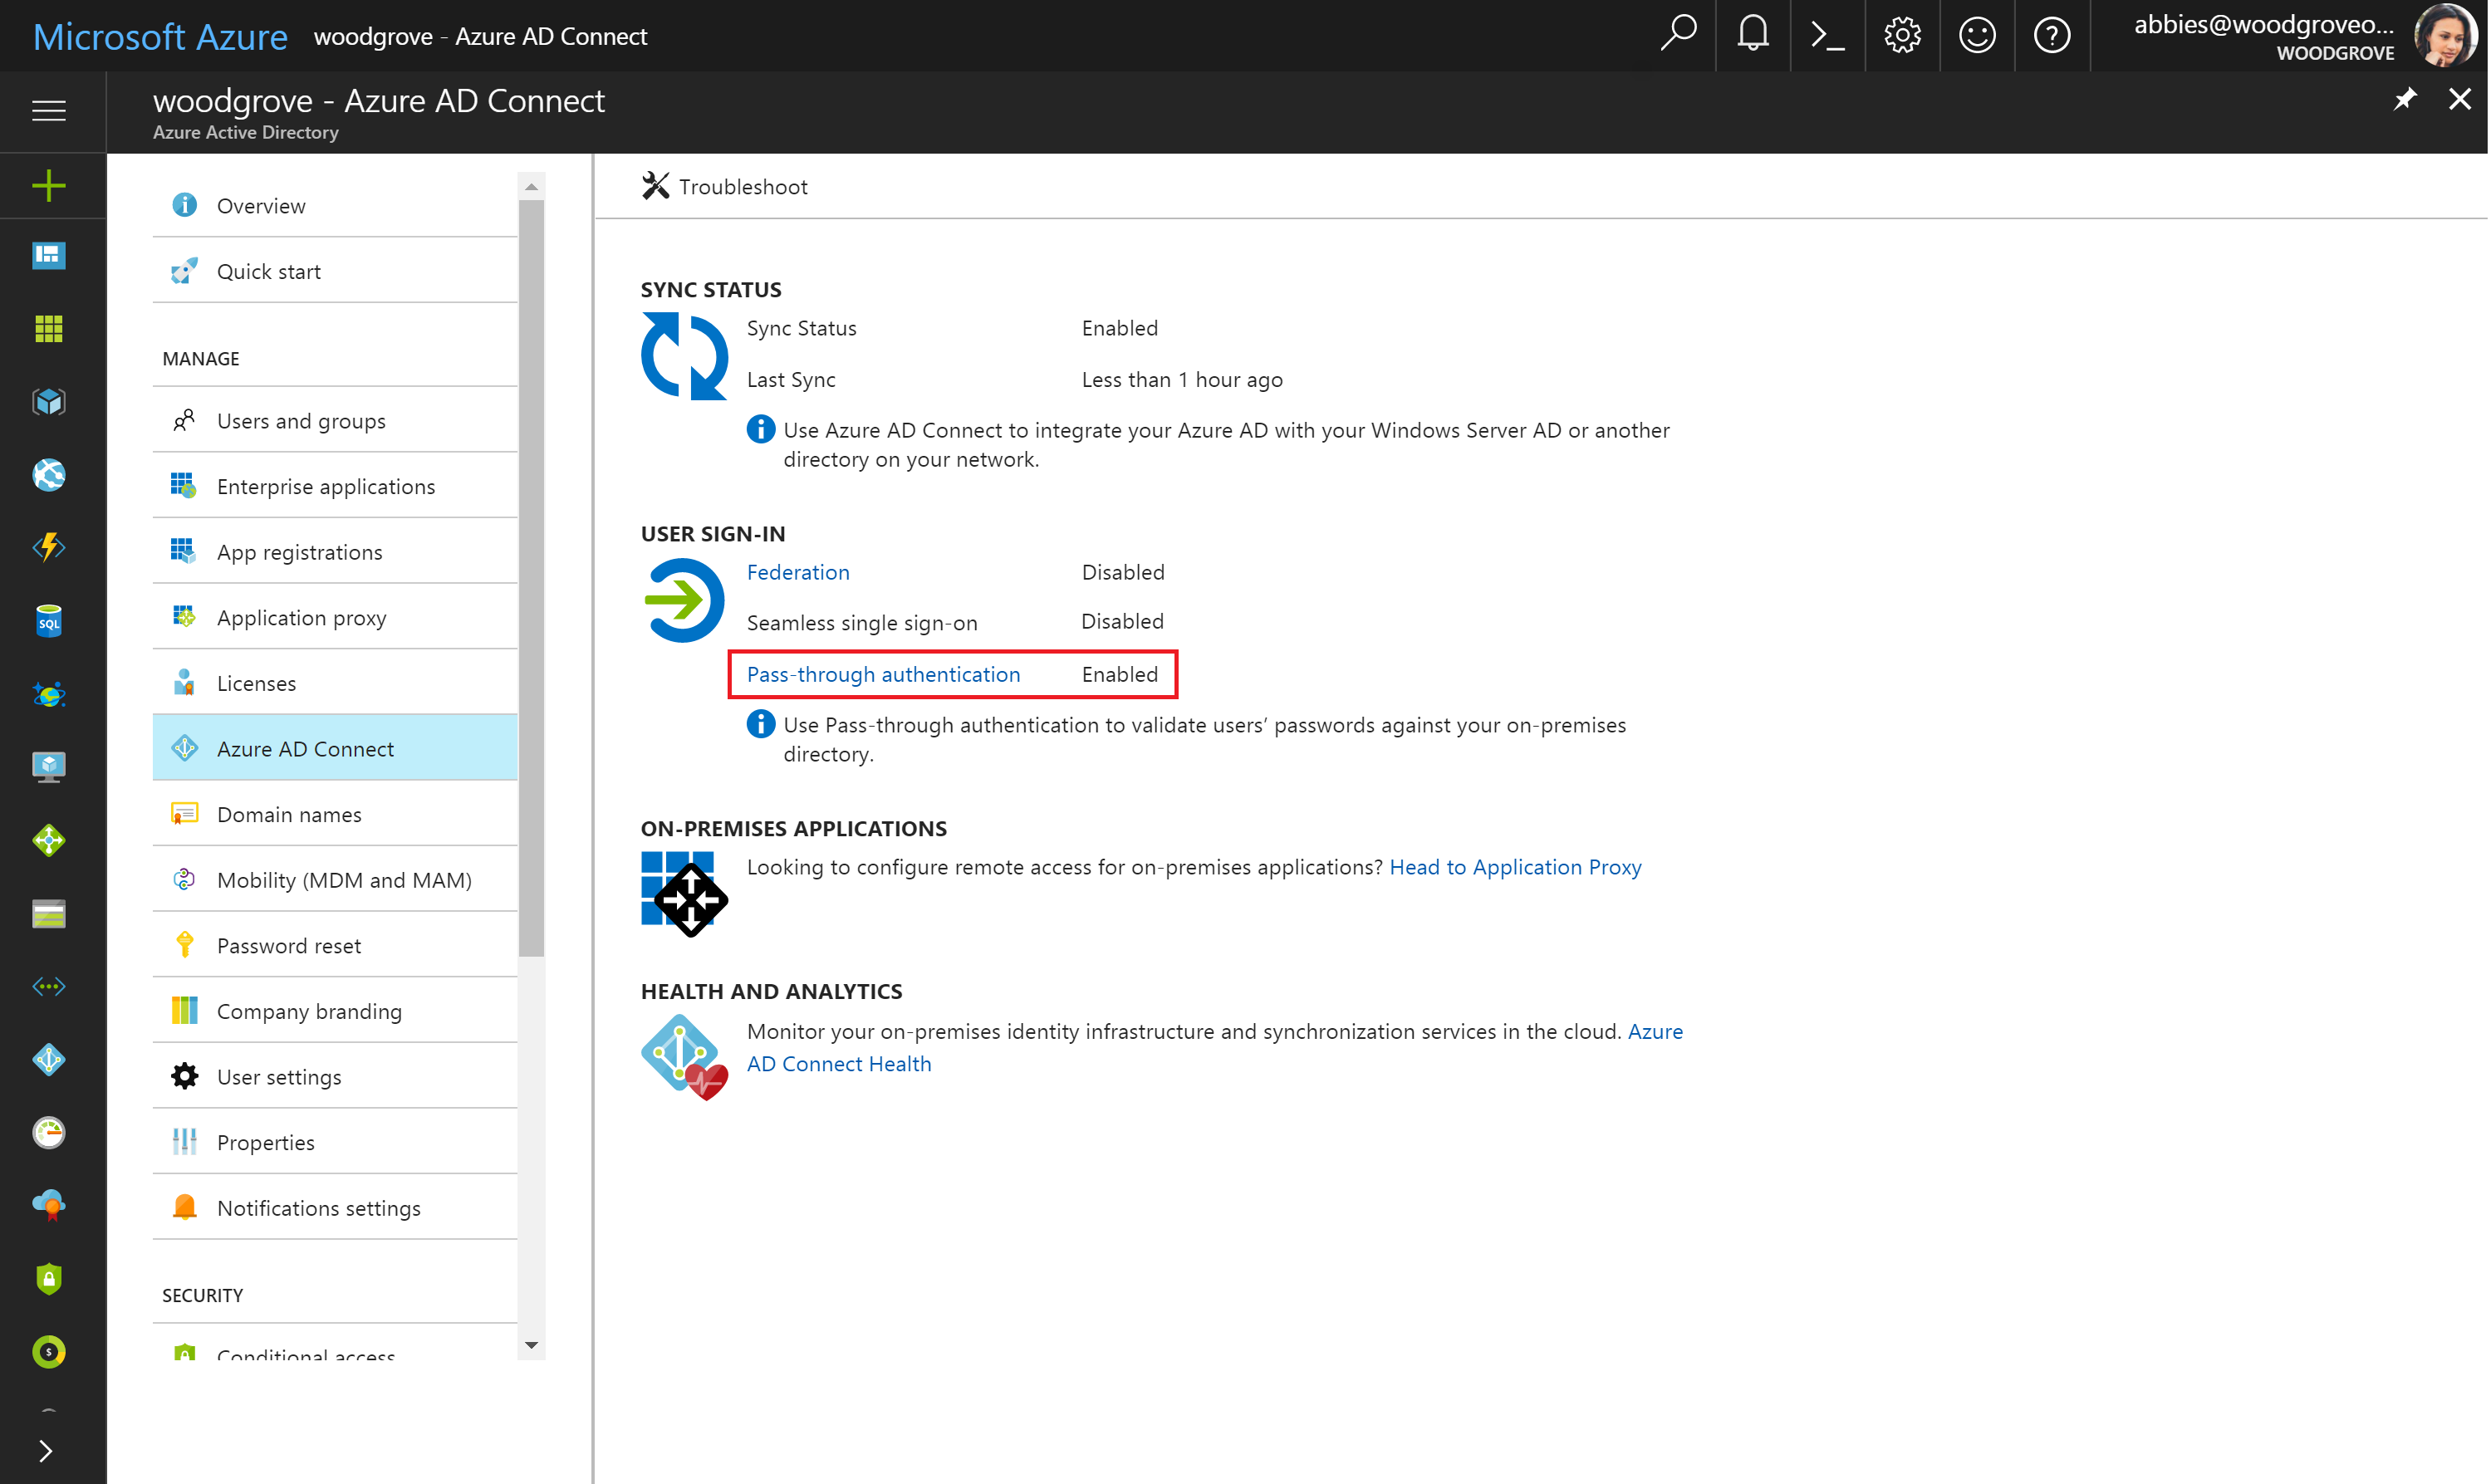 Microsoft Azure woodgrove - Azure AD Connect
abbies@woodgroveo...
WOODGROVE
woodgrove - Azure AD Connect
Azure Active Directory
Overview
Quick start
MANAGE
Users and groups
Enterprise applications
App registrations
Application proxy
Licenses
Azure AD Connect
Domain names
Mobility (MDM and MAM)
Password reset
Company branding
User settings
Properties
Notifications settings
SECURITY
Conditional access
SQL
Troubleshoot
SYNC STATUS
Sync Status Enabled
Last Sync Less than 1 hour ago
Use Azure AD Connect to integrate your Azure AD with your Windows Server AD or another
directory on your network.
USER SIGN-IN
Federation Disabled
Seamless single sign-on Disabled
Pass-through authentication Enabled
Use Pass-through authentication to validate users’ passwords against your on-premises
directory.
ON-PREMISES APPLICATIONS
Looking to configure remote access for on-premises applications? Head to Application Proxy
HEALTH AND ANALYTICS
Monitor your on-premises identity infrastructure and synchronization services in the cloud. Azure
AD Connect Health